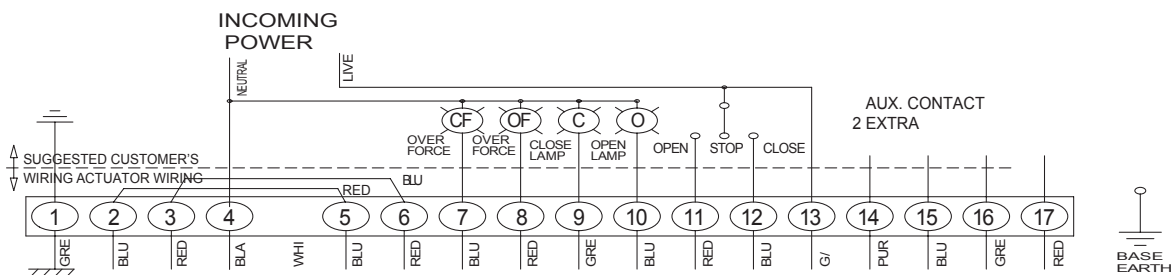 INCOMING
POWER
NEUTRAL
LIVE
AUX. CONTACT
2 EXTRA
CF OF C O
OVER OVER CLOSE OPEN OPEN STOP CLOSE
FORCE FORCE LAMP LAMP
SUGGESTED CUSTOMER'S
WIRING ACTUATOR WIRING
RED BLU
1 2 3 4 5 6 7 8 9 10 11 12 13 14 15 16 17
GRE BLU RED BLA WHI BLU RED BLU RED GRE BLU RED BLU G/ PUR BLU GRE RED
BASE
EARTH